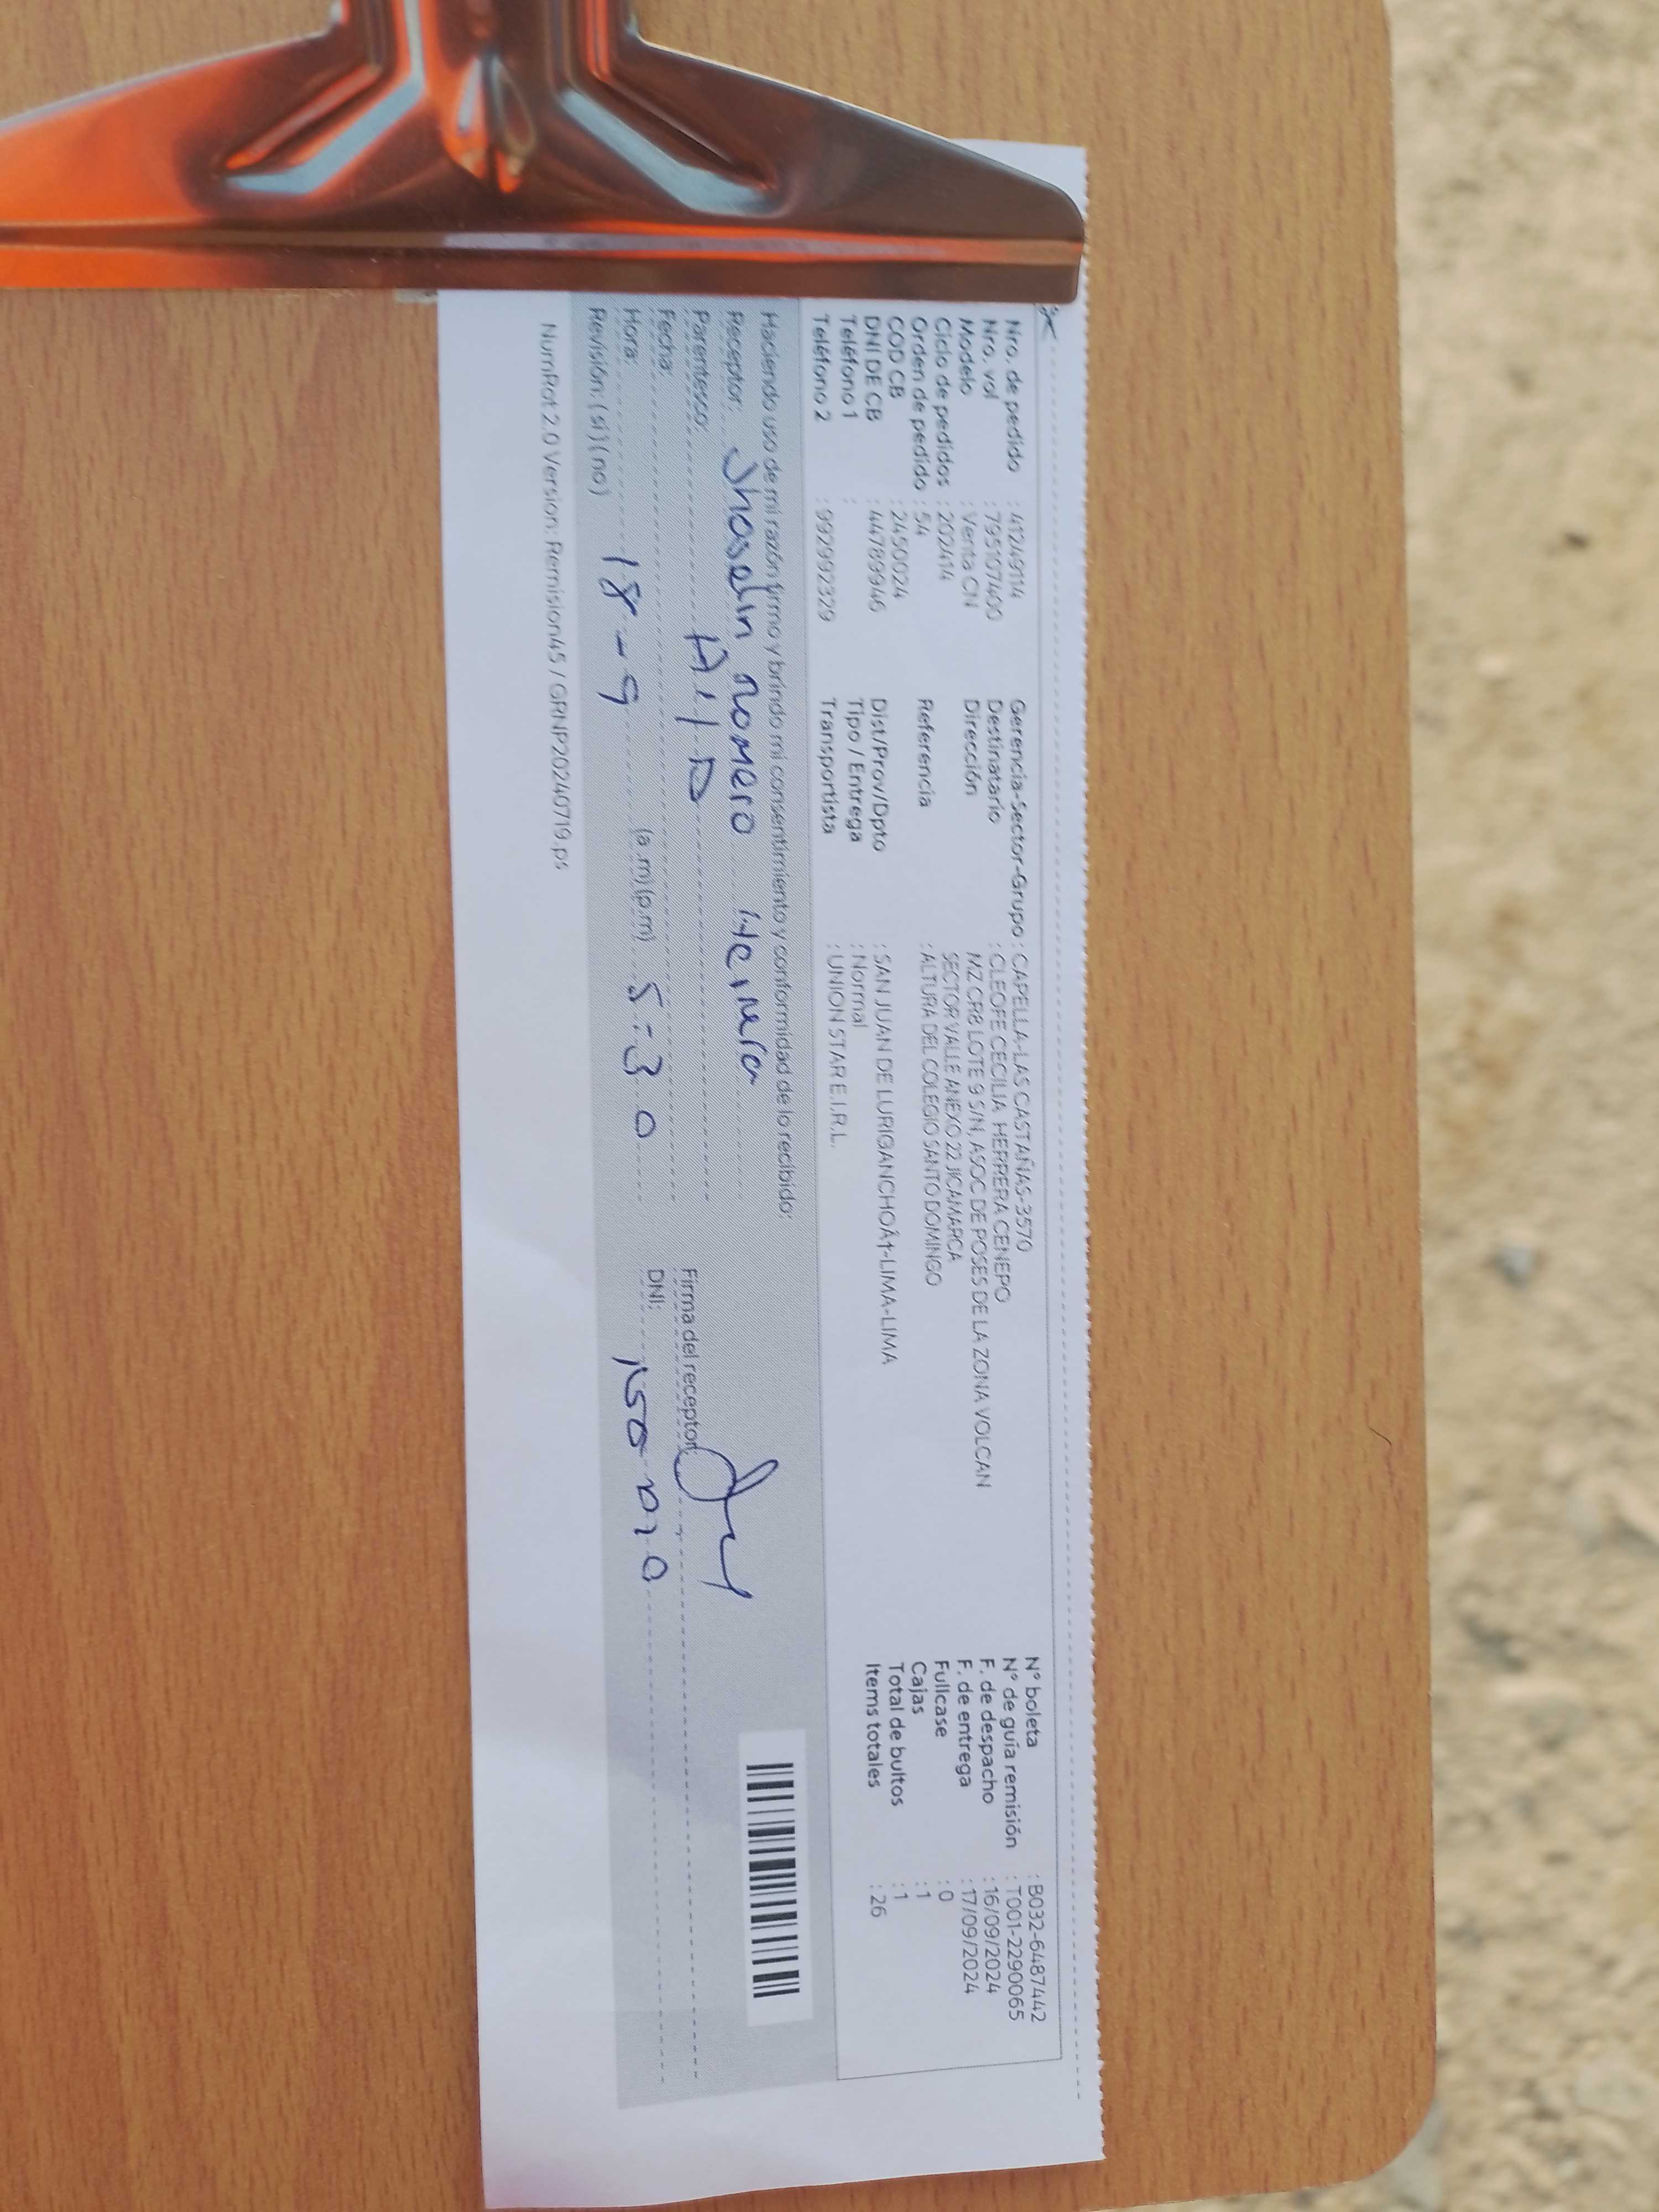 Nro. de pedido : 41249114
Nro. vol : 795107400
Modelo : Venta CN
Ciclo de pedidos : 202414
Orden de pedido : 54
COD CB : 2450024
DNI DE CB : 44789946
Teléfono 1 :
Teléfono 2 : 992992329
Gerencia-Sector-Grupo : CAPELLA-LAS CASTAÑAS-3570
Destinatario : CLEOFE CECILIA HERRERA CENEPO
Dirección MZ CR8 LOTE 9 S/N, ASOC DE POSES DE LA ZONA VOLCAN
SECTOR VALLE ANEXO 22 JICAMARCA
Referencia : ALTURA DEL COLEGIO SANTO DOMINGO
Dist/Prov/Dpto : SAN JUAN DE LURIGANCHOÂ†-LIMA-LIMA
Tipo / Entrega : Normal
Transportista : UNION STAR E.I.R.L.
N° boleta : B032-6487442
N° de guía remisión : T001-2290065
F. de despacho : 16/09/2024
F. de entrega : 17/09/2024
Fullcase : 0
Cajas : 1
Total de bultos : 1
Items totales : 26
Haciendo uso de mi razón firmo y brindo mi consentimiento y conformidad de lo recibido:
Receptor: Jhoselin Romero
Parentesco:
Fecha:
Hora: 18-9 (a.m)(p.m) 5:30
Revisión: (si) (no)
Firma del receptor:
DNI:
NumRot 2.0 Version: Remision45 / GRNP20240719.ps